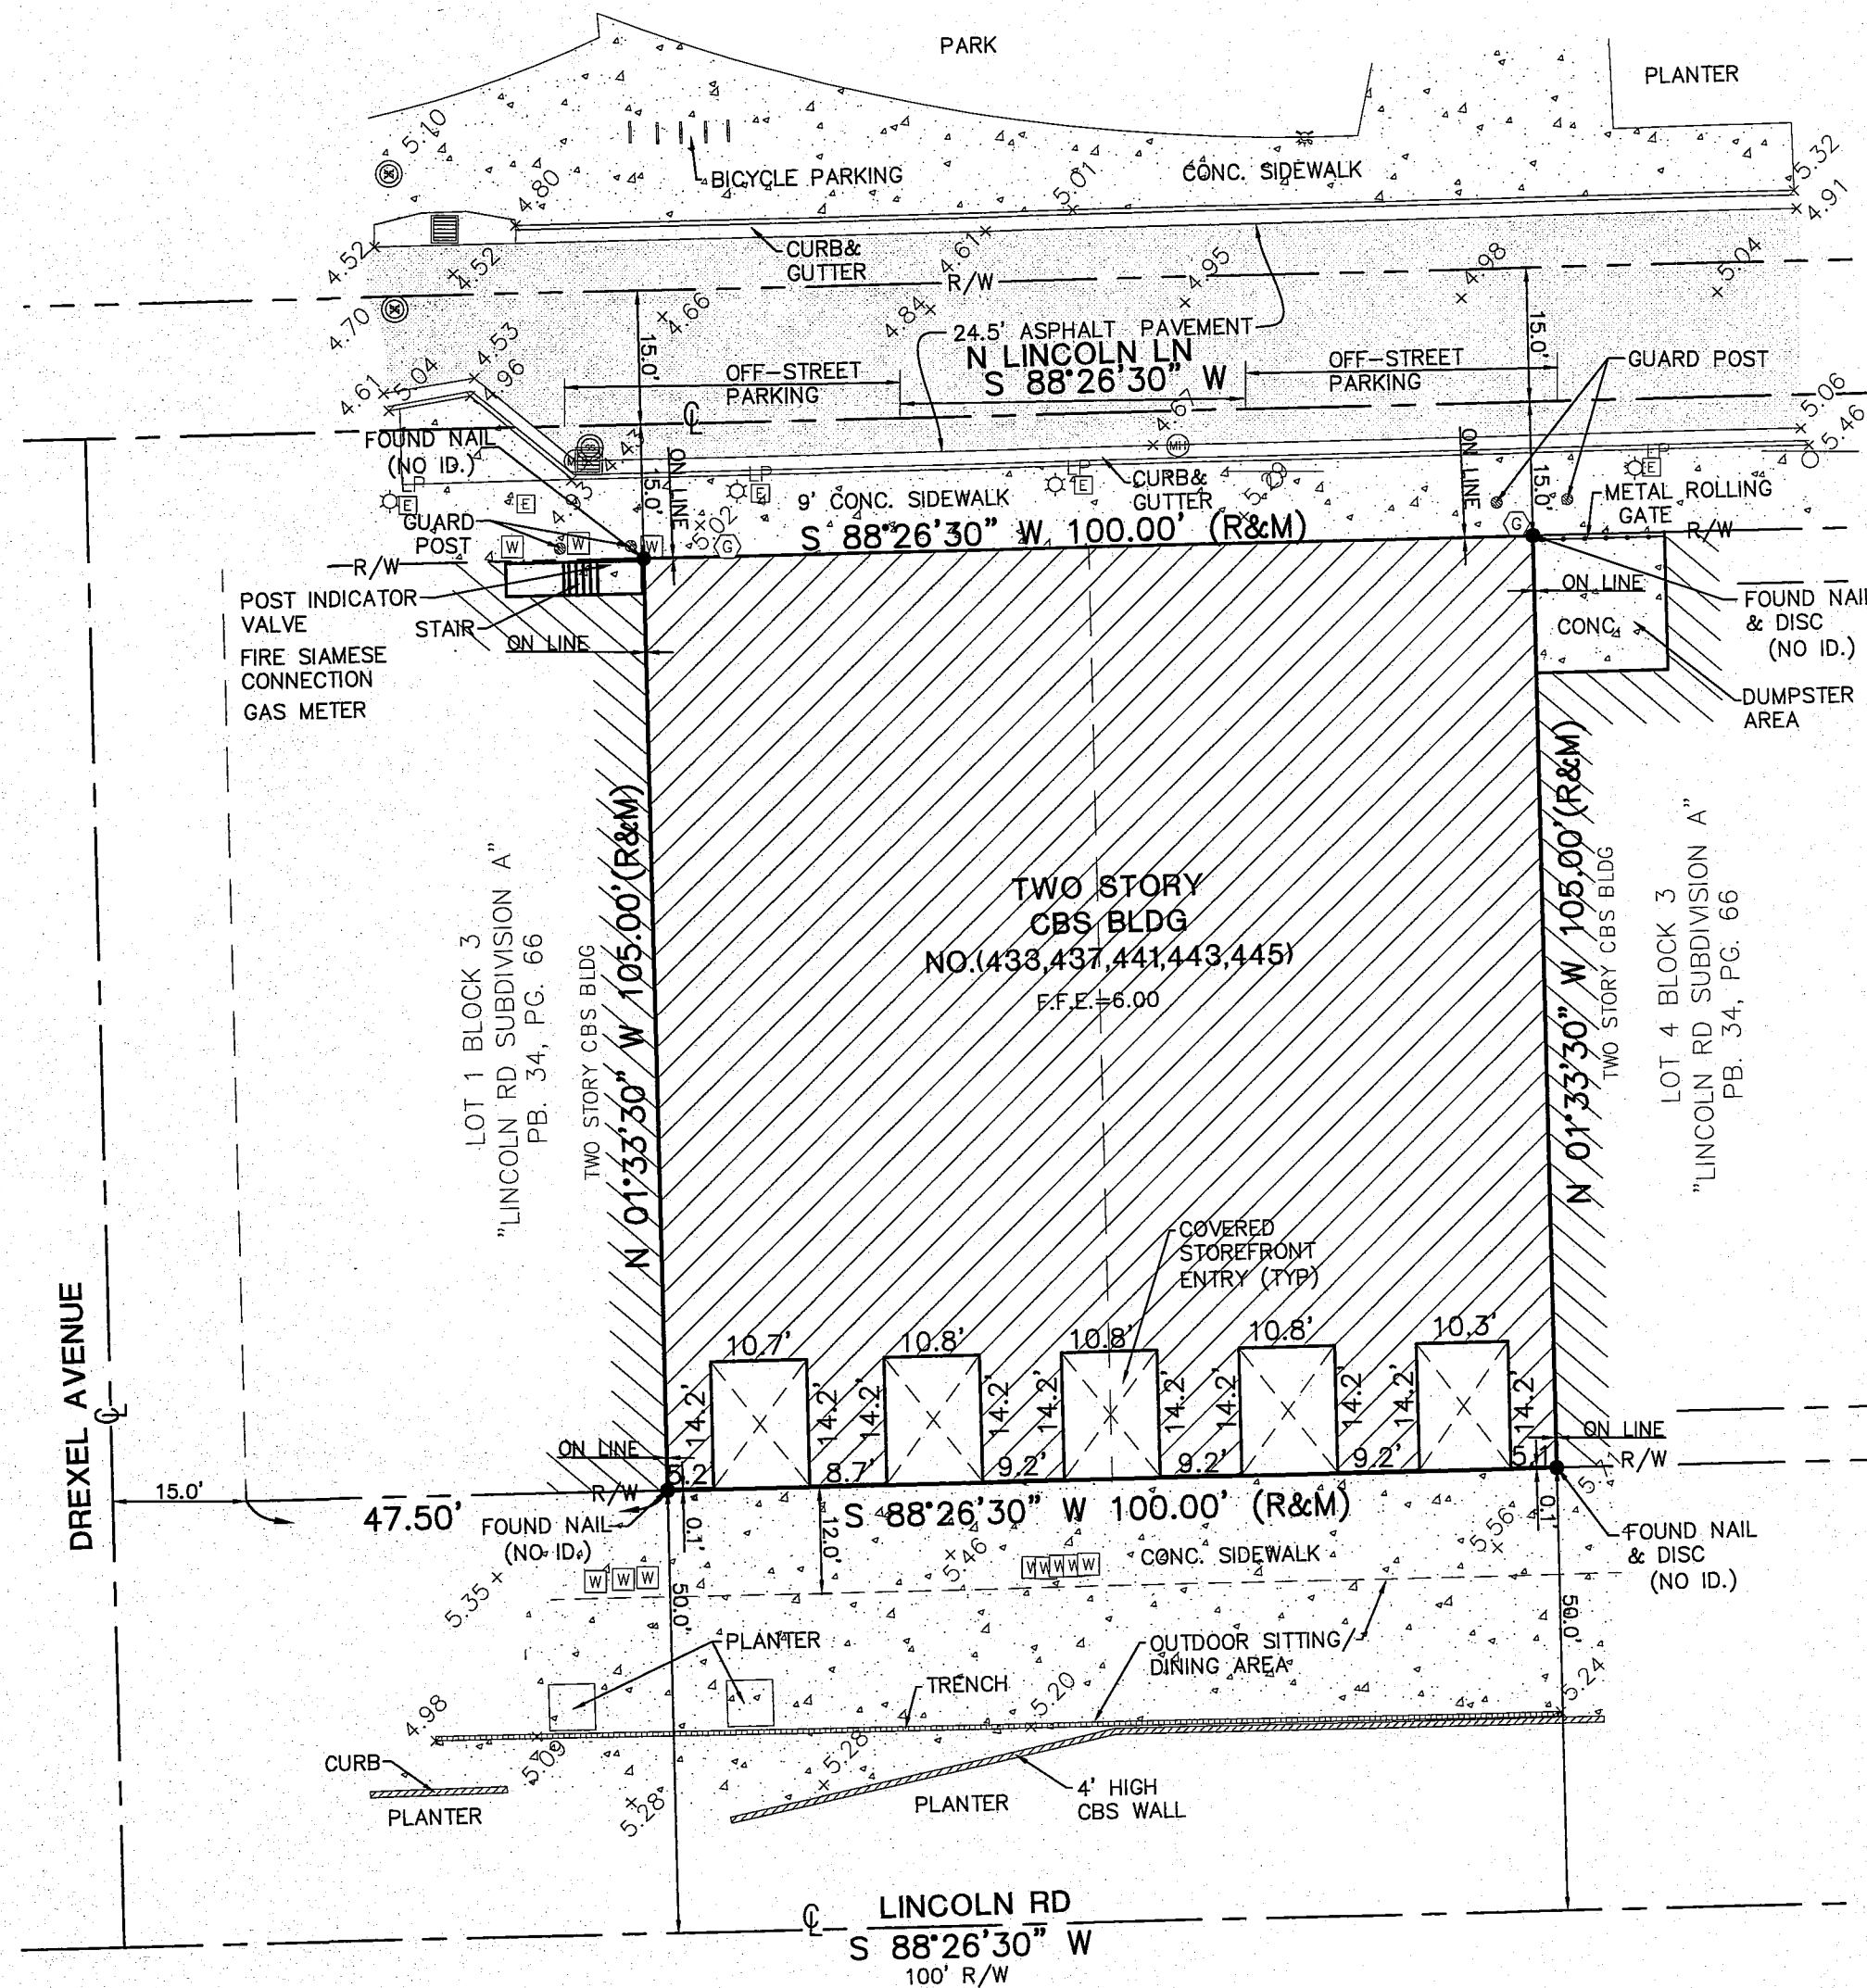 PARK
PLANTER
5.10
BICYCLE PARKING
4.80
5.01
CONC. SIDEWALK
5.32
4.91
4.52
4.52
CURB&
GUTTER
4.61
R/W
4.95
4.98
5.04
4.70
4.66
4.84
15.0'
15.0'
24.5' ASPHALT PAVEMENT
N LINCOLN LN
S 88°26'30" W
OFF-STREET
PARKING
OFF-STREET
PARKING
GUARD POST
4.53
4.61
5.04
4.96
5.06
5.46
4.67
MH
FOUND NAIL
(NO ID.)
4.43
15.0'
ON LINE
ON LINE
15.0'
LP
LP
LP
LP
E
E
E
E
E
4.93
5.02
9' CONC. SIDEWALK
CURB&
GUTTER
METAL ROLLING
GATE
GUARD
POST
W
W
W
G
G
S 88°26'30" W 100.00' (R&M)
R/W
R/W
POST INDICATOR
VALVE
STAIR
ON LINE
FIRE SIAMESE
CONNECTION
GAS METER
ON LINE
CONC.
FOUND NAIL
& DISC
(NO ID.)
DUMPSTER
AREA
LOT 1 BLOCK 3
"LINCOLN RD SUBDIVISION A"
PB. 34, PG. 66
TWO STORY CBS BLDG
N 01°33'30" W 105.00'(R&M)
TWO STORY
CBS BLDG
NO.(433,437,441,443,445)
F.F.E.=6.00
N 01°33'30" W 105.00'(R&M)
TWO STORY CBS BLDG
LOT 4 BLOCK 3
"LINCOLN RD SUBDIVISION A"
PB. 34, PG. 66
COVERED
STOREFRONT
ENTRY (TYP)
DREXEL AVENUE
10.7'
10.8'
10.8'
10.8'
10.3'
14.2'
14.2'
14.2'
14.2'
14.2'
14.2'
14.2'
14.2'
14.2'
14.2'
ON LINE
ON LINE
5.2'
8.7'
9.2'
9.2'
9.2'
5.1'
R/W
R/W
15.0'
47.50'
FOUND NAIL
(NO ID.)
0.1'
12.0'
S 88°26'30" W 100.00' (R&M)
0.1'
FOUND NAIL
& DISC
(NO ID.)
5.35
W W W
5.46
W W W W W
CONC. SIDEWALK
5.56
50.0'
50.0'
PLANTER
OUTDOOR SITTING/
DINING AREA
TRENCH
5.20
5.24
4.98
5.09
5.28
5.28
CURB
PLANTER
PLANTER
4' HIGH
CBS WALL
LINCOLN RD
S 88°26'30" W
100' R/W